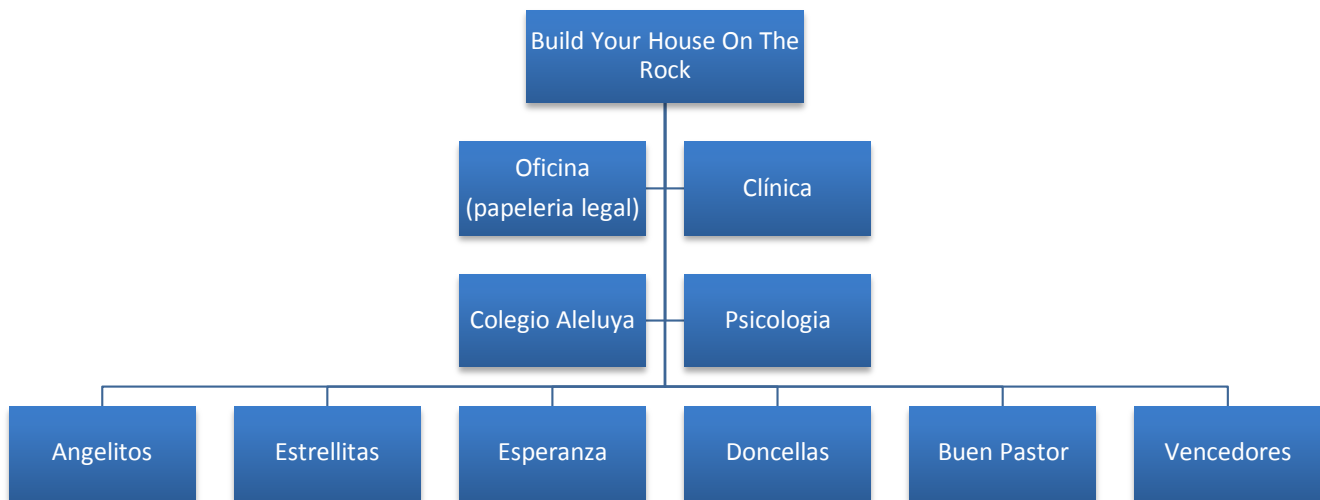 Build Your House On The
Rock
Oficina
(papeleria legal)
Clínica
Colegio Aleluya
Psicologia
Angelitos
Estrellitas
Esperanza
Doncellas
Buen Pastor
Vencedores